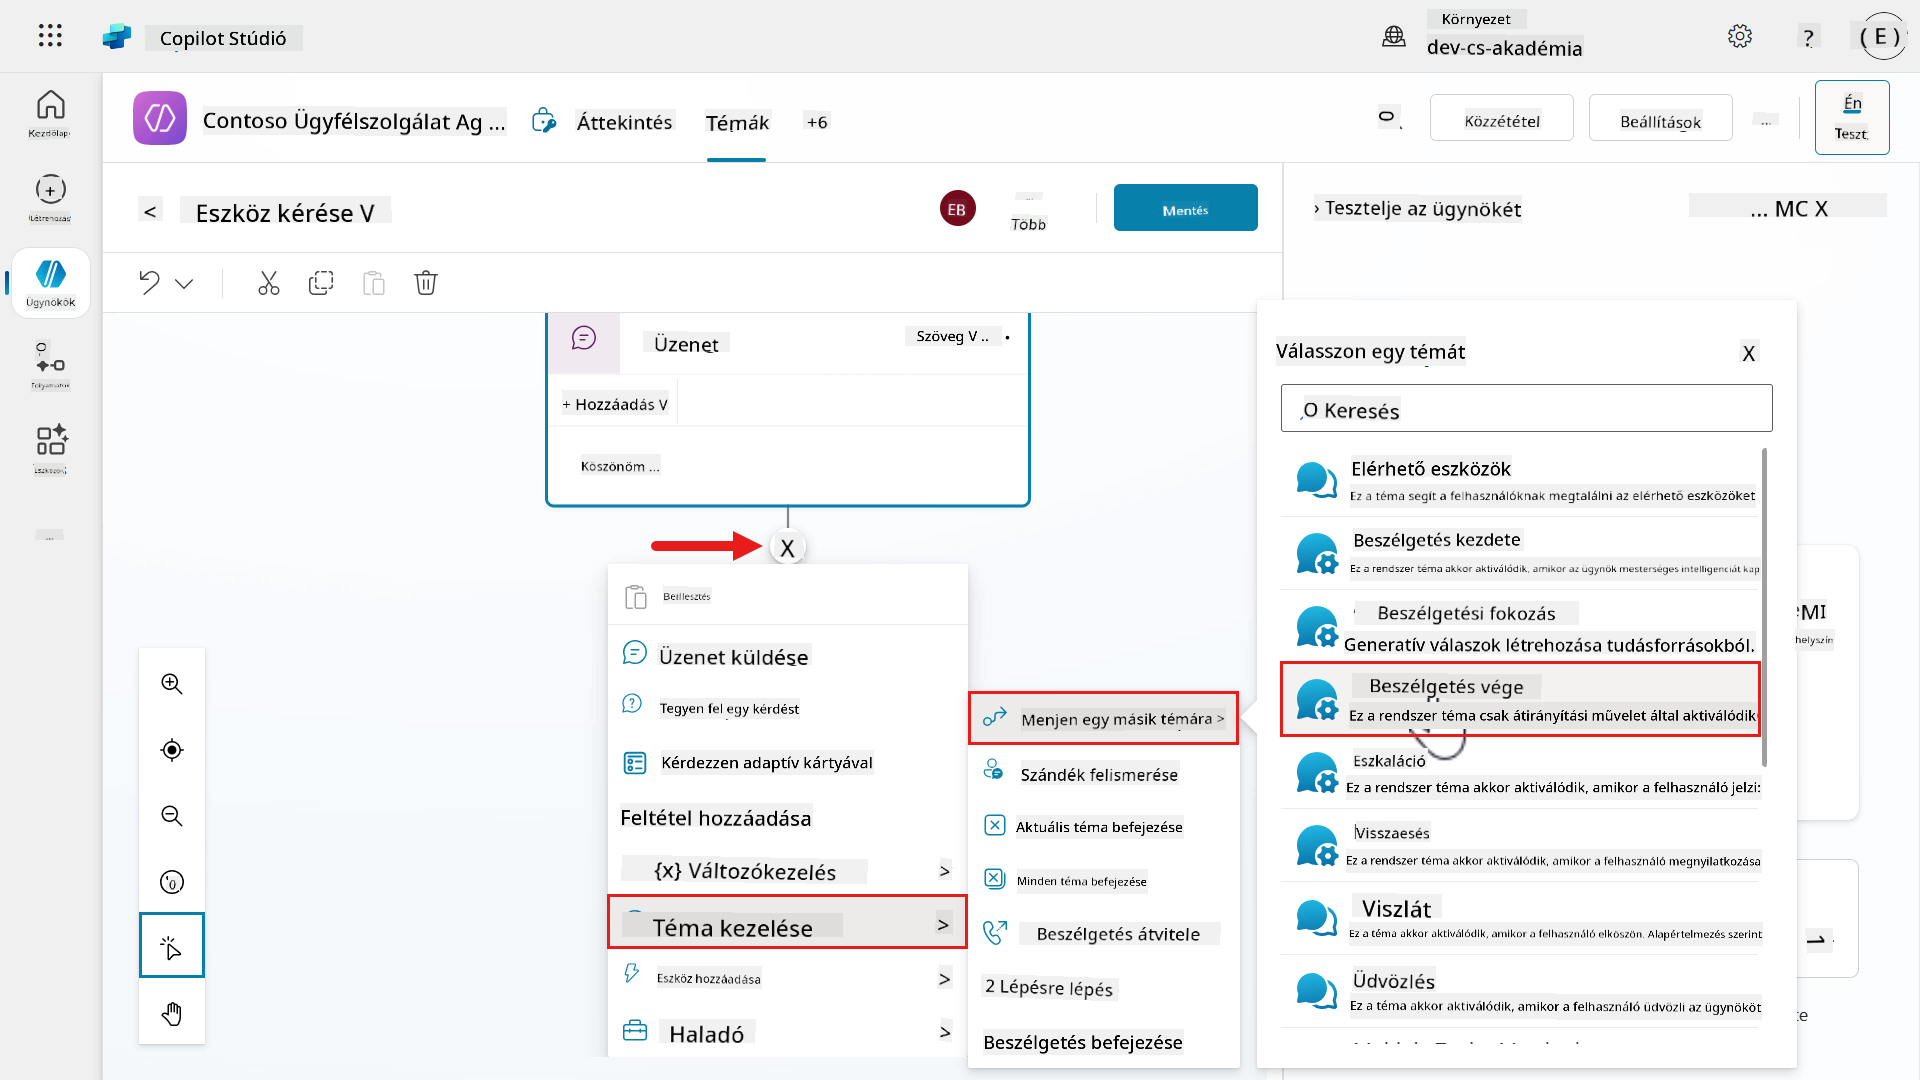 Copilot Stúdió
Környezet
dev-cs-akadémia
?
( E )
Kezdőlap
Létrehozás
Ügynökök
Folyamatok
Eszközök
...
Contoso Ügyfélszolgálat Ag ...
Áttekintés
Témák
+6
Közzététel
Beállítások
...
Én
Teszt
<
Eszköz kérése V
EB
Több
Mentés
› Tesztelje az ügynökét
... MC X
Üzenet
Szöveg V ..
+ Hozzáadás V
Köszönöm ...
X
Beillesztés
Üzenet küldése
Tegyen fel egy kérdést
Kérdezzen adaptív kártyával
Feltétel hozzáadása
{x} Változókezelés >
Téma kezelése >
Eszköz hozzáadása >
Haladó >
Menjen egy másik témára >
Szándék felismerése
Aktuális téma befejezése
Minden téma befejezése
Beszélgetés átvitele
2 Lépésre lépés
Beszélgetés befejezése
Válasszon egy témát
X
O Keresés
Elérhető eszközök
Ez a téma segít a felhasználóknak megtalálni az elérhető eszközöket
Beszélgetés kezdete
Ez a rendszer téma akkor aktiválódik, amikor az ügynök mesterséges intelligenciát kap
Beszélgetési fokozás
Generatív válaszok létrehozása tudásforrásokból.
Beszélgetés vége
Ez a rendszer téma csak átirányítási művelet által aktiválódik
Eszkaláció
Ez a rendszer téma akkor aktiválódik, amikor a felhasználó jelzi:
Visszaesés
Ez a rendszer téma akkor aktiválódik, amikor a felhasználó megnyilatkozása
Viszlát
Ez a téma akkor aktiválódik, amikor a felhasználó elköszön. Alapértelmezés szerint
Üdvözlés
Ez a téma akkor aktiválódik, amikor a felhasználó üdvözli az ügynököt
MI
helyszín
te